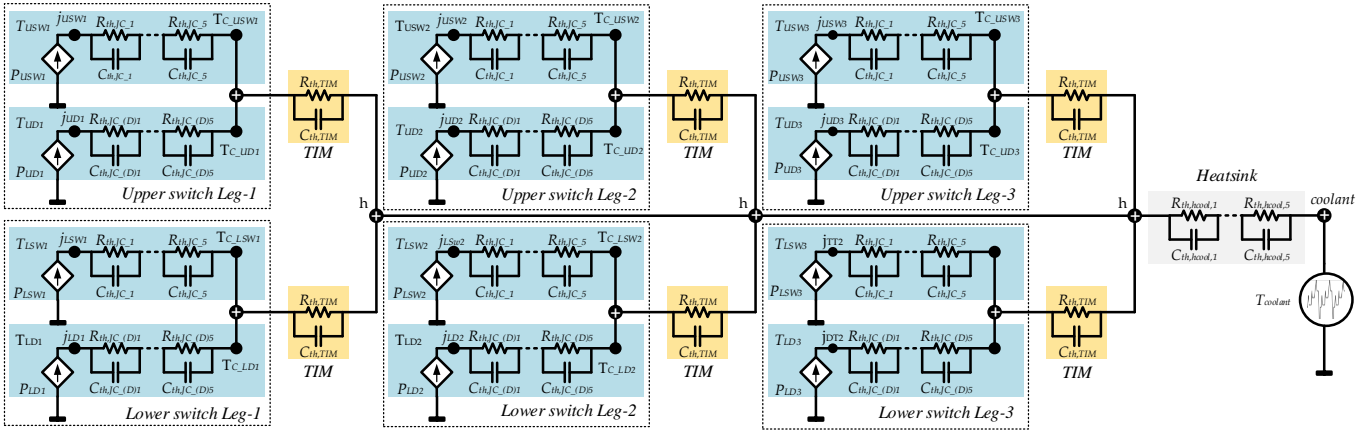 T_USW1 j_USW1 R_th,JC_1 R_th,JC_5 T_C_USW1
P_USW1 C_th,JC_1 C_th,JC_5
R_th,TIM
C_th,TIM
TIM
T_UD1 j_UD1 R_th,JC_(D)1 R_th,JC_(D)5
T_C_UD1
P_UD1 C_th,JC_(D)1 C_th,JC_(D)5
Upper switch Leg-1
T_USW2 j_USW2 R_th,JC_1 R_th,JC_5 T_C_USW2
P_USW2 C_th,JC_1 C_th,JC_5
R_th,TIM
C_th,TIM
TIM
T_UD2 j_UD2 R_th,JC_(D)1 R_th,JC_(D)5
T_C_UD2
P_UD2 C_th,JC_(D)1 C_th,JC_(D)5
Upper switch Leg-2
T_USW3 j_USW3 R_th,JC_1 R_th,JC_5 T_C_USW3
P_USW3 C_th,JC_1 C_th,JC_5
R_th,TIM
C_th,TIM
TIM
T_UD3 j_UD3 R_th,JC_(D)1 R_th,JC_(D)5
T_C_UD3
P_UD3 C_th,JC_(D)1 C_th,JC_(D)5
Upper switch Leg-3
h h h
Heatsink
R_th,hcool,1 R_th,hcool,5 coolant
C_th,hcool,1 C_th,hcool,5
T_coolant
T_LSW1 j_LSW1 R_th,JC_1 R_th,JC_5 T_C_LSW1
P_LSW1 C_th,JC_1 C_th,JC_5
R_th,TIM
C_th,TIM
TIM
T_LD1 j_LD1 R_th,JC_(D)1 R_th,JC_(D)5
T_C_LD1
P_LD1 C_th,JC_(D)1 C_th,JC_(D)5
Lower switch Leg-1
T_LSW2 j_LSw2 R_th,JC_1 R_th,JC_5 T_C_LSW2
P_LSW2 C_th,JC_1 C_th,JC_5
R_th,TIM
C_th,TIM
TIM
T_LD2 j_LD2 R_th,JC_(D)1 R_th,JC_(D)5
T_C_LD2
P_LD2 C_th,JC_(D)1 C_th,JC_(D)5
Lower switch Leg-2
T_LSW3 j_TT2 R_th,JC_1 R_th,JC_5
P_LSW3 C_th,JC_1 C_th,JC_5
R_th,TIM
C_th,TIM
TIM
T_LD3 j_DT2 R_th,JC_(D)1 R_th,JC_(D)5
P_LD3 C_th,JC_(D)1 C_th,JC_(D)5
Lower switch Leg-3